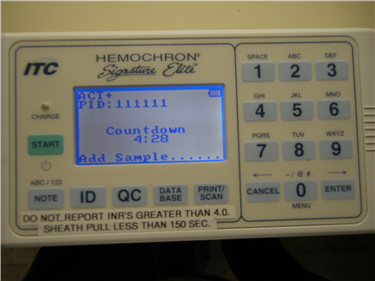 ITC
HEMOCHRON®
Signature Elite
ACT+
PID:111111
Countdown
4:28
Add Sample......
CHARGE
START
ABC / 123
NOTE
ID
QC
DATA BASE
PRINT/ SCAN
SPACE ABC DEF
1 2 3
GHI JKL MNO
4 5 6
PQRS TUV WXYZ
7 8 9
← - / @ # →
CANCEL 0 ENTER
MENU
DO NOT, REPORT INR'S GREATER THAN 4.0.
SHEATH PULL LESS THAN 150 SEC.